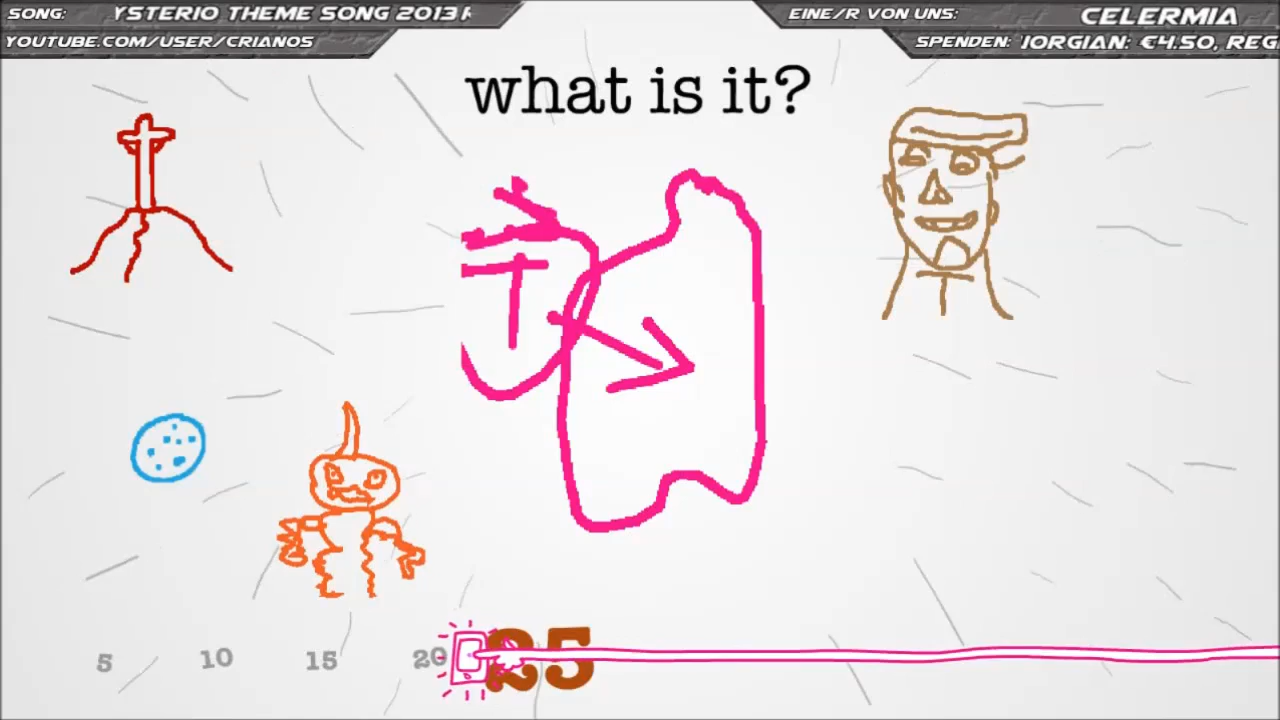 SONG: YSTERIO THEME SONG 2013
YOUTUBE.COM/USER/CRIANOS
EINE/R VON UNS: CELERMIA
SPENDEN: IORGIAN: €4.50, REG
what is it?
5 10 15 20 25